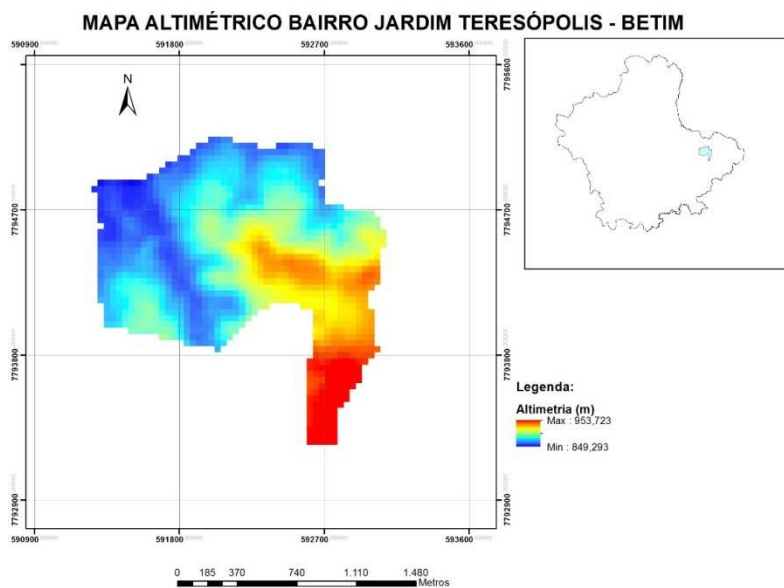 MAPA ALTIMÉTRICO BAIRRO JARDIM TERESÓPOLIS - BETIM
590900 591800 592700 593600
7795600 7795600
N
7794700 7794700
7793800 7793800
Legenda:
Altimetria (m)
Max : 953,723
Min : 849,293
7792900 7792900
590900 591800 592700 593600
0 185 370 740 1.110 1.480
Metros